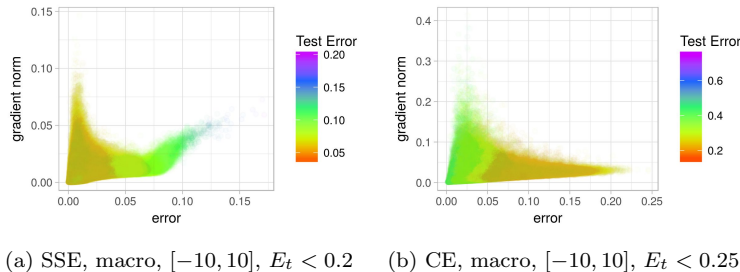 0.15
0.10
0.05
0.00
gradient norm
0.00 0.05 0.10 0.15
error
Test Error
0.20
0.15
0.10
0.05
0.4
0.3
0.2
0.1
0.0
gradient norm
0.00 0.05 0.10 0.15 0.20 0.25
error
Test Error
0.6
0.4
0.2
(a) SSE, macro, [−10, 10], E_t < 0.2
(b) CE, macro, [−10, 10], E_t < 0.25